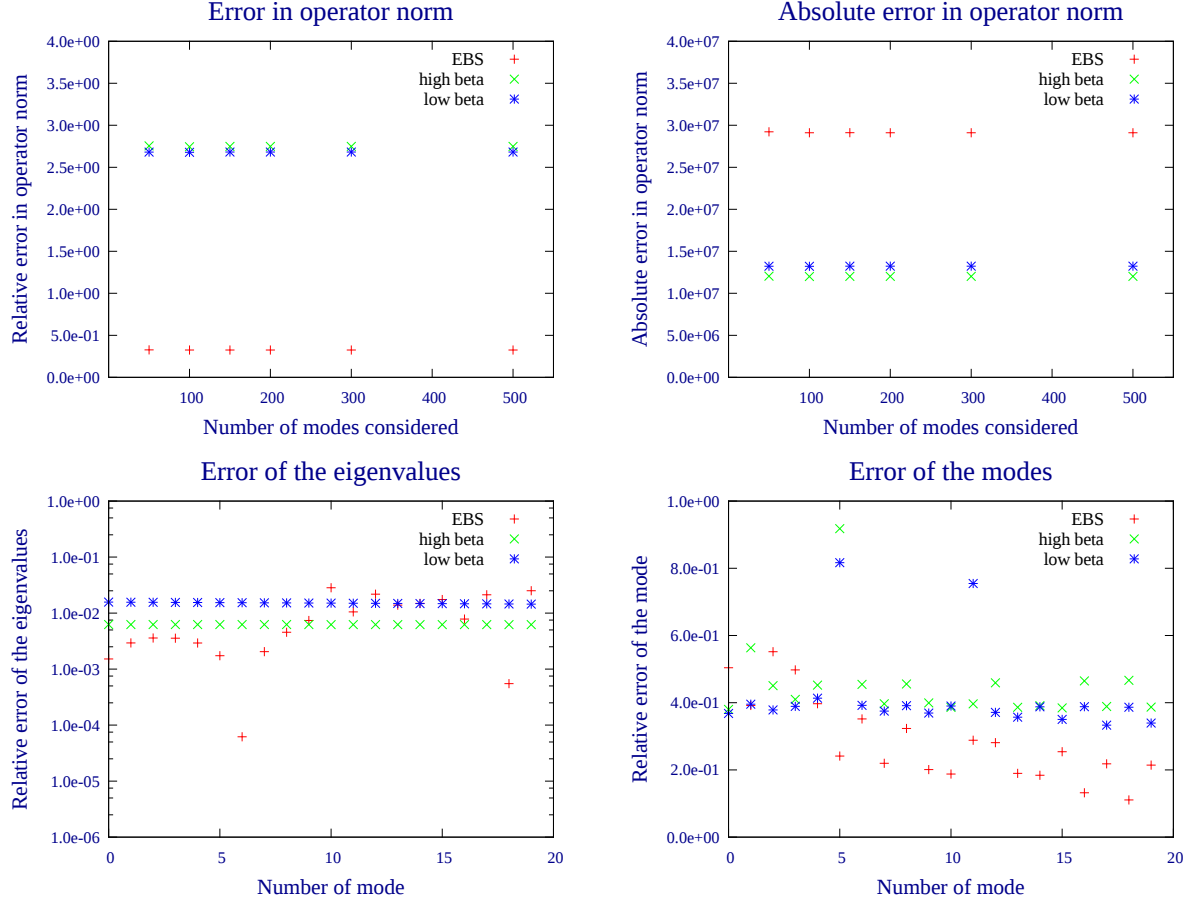 Error in operator norm
Relative error in operator norm
4.0e+00
3.5e+00
3.0e+00
2.5e+00
2.0e+00
1.5e+00
1.0e+00
5.0e-01
0.0e+00
EBS
high beta
low beta
100
200
300
400
500
Number of modes considered
Absolute error in operator norm
Absolute error in operator norm
4.0e+07
3.5e+07
3.0e+07
2.5e+07
2.0e+07
1.5e+07
1.0e+07
5.0e+06
0.0e+00
EBS
high beta
low beta
100
200
300
400
500
Number of modes considered
Error of the eigenvalues
Relative error of the eigenvalues
1.0e+00
1.0e-01
1.0e-02
1.0e-03
1.0e-04
1.0e-05
1.0e-06
EBS
high beta
low beta
0
5
10
15
20
Number of mode
Error of the modes
Relative error of the mode
1.0e+00
8.0e-01
6.0e-01
4.0e-01
2.0e-01
0.0e+00
EBS
high beta
low beta
0
5
10
15
20
Number of mode